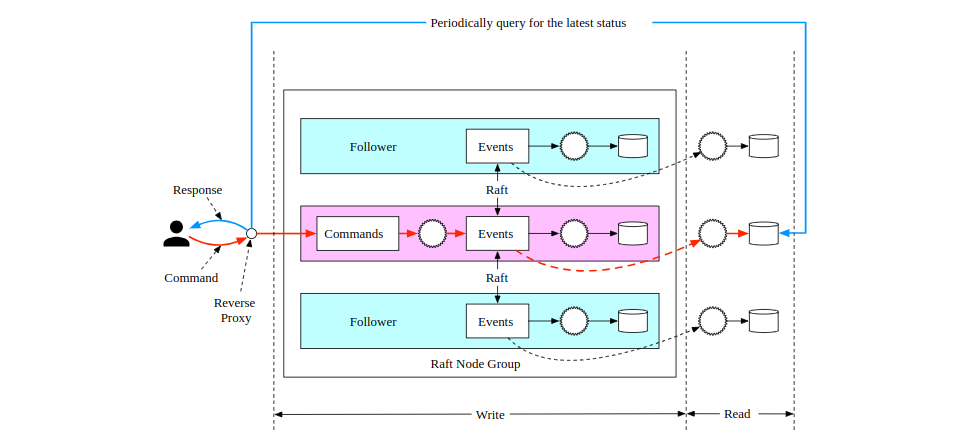 Periodically query for the latest status
Follower
Events
Raft
Response
Commands
Events
Command
Raft
Reverse
Proxy
Follower
Events
Raft Node Group
Write
Read